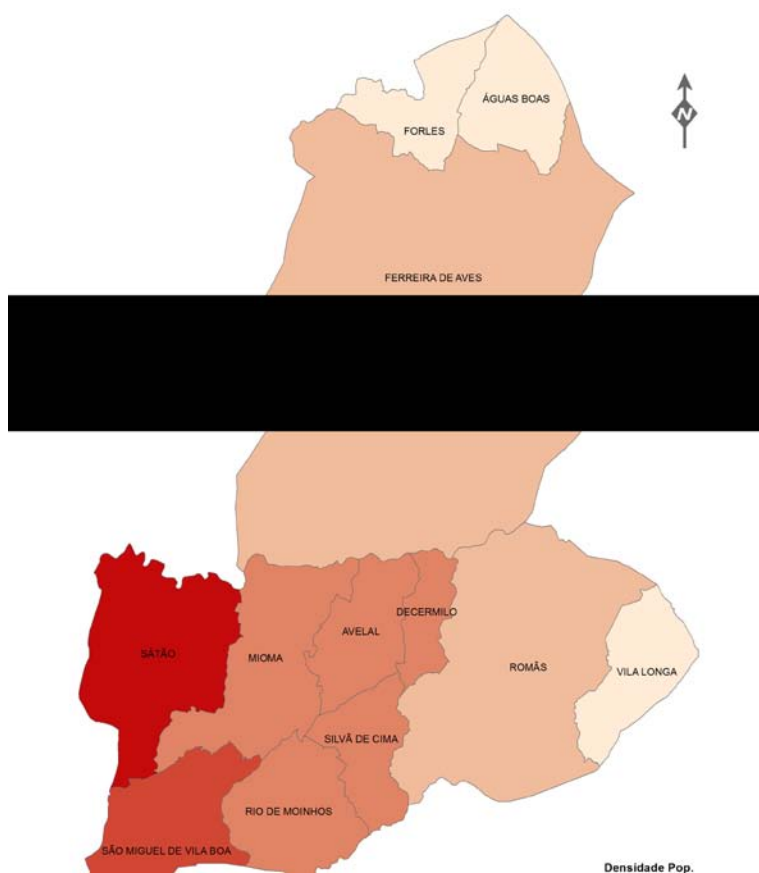 ÁGUAS BOAS
FORLES
N
FERREIRA DE AVES
DECERMILO
AVELAL
SÁTÃO
MIOMA
ROMÃS
VILA LONGA
SILVÃ DE CIMA
RIO DE MOINHOS
SÃO MIGUEL DE VILA BOA
Densidade Pop.